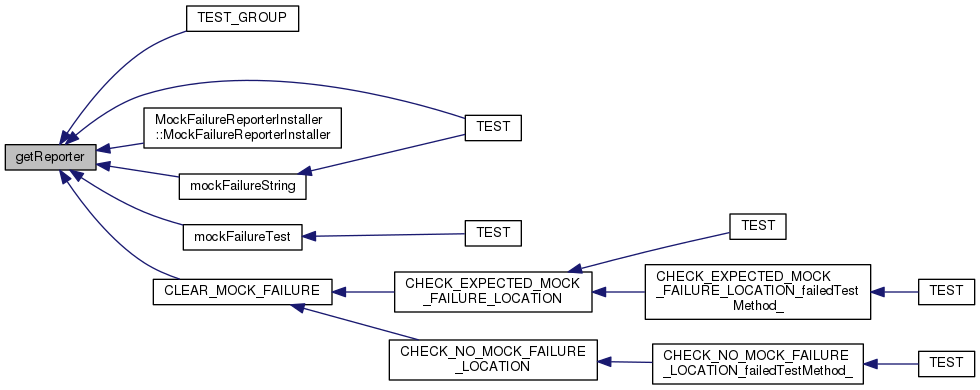 TEST_GROUP
MockFailureReporterInstaller
::MockFailureReporterInstaller
TEST
getReporter
mockFailureString
mockFailureTest
TEST
TEST
CLEAR_MOCK_FAILURE
CHECK_EXPECTED_MOCK
_FAILURE_LOCATION
CHECK_EXPECTED_MOCK
_FAILURE_LOCATION_failedTest
Method_
TEST
CHECK_NO_MOCK_FAILURE
_LOCATION
CHECK_NO_MOCK_FAILURE
_LOCATION_failedTestMethod_
TEST